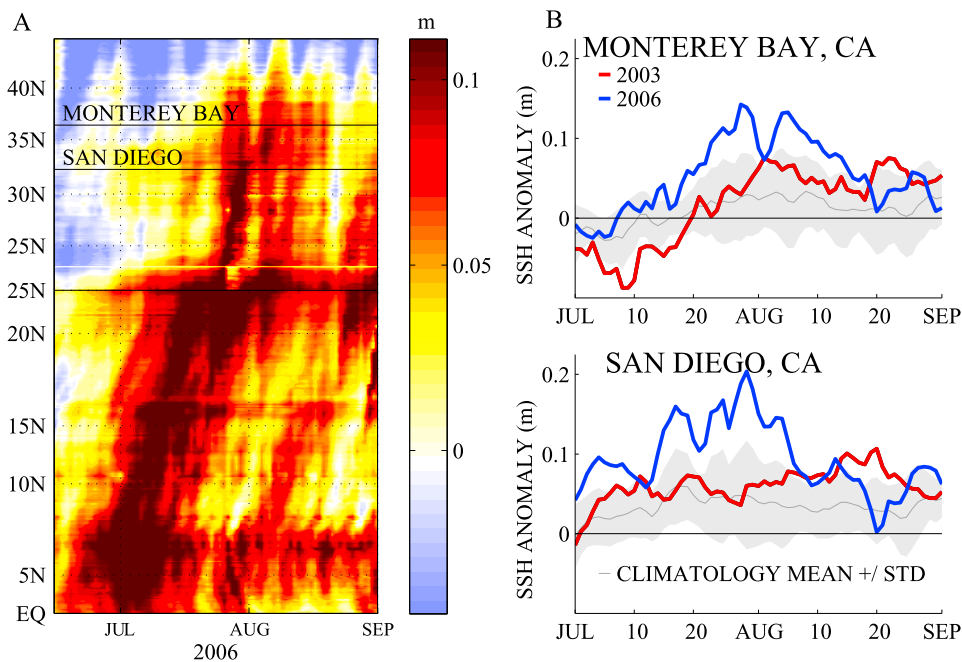 A
m
40N
MONTEREY BAY
35N
SAN DIEGO
30N
25N
25N
20N
15N
10N
5N
EQ
JUL
AUG
SEP
2006
0.1
0.05
0
B
MONTEREY BAY, CA
2003
2006
SSH ANOMALY (m)
0.2
0.1
0
JUL
10
20
AUG
10
20
SEP
SAN DIEGO, CA
SSH ANOMALY (m)
0.2
0.1
0
CLIMATOLOGY MEAN +/ STD
JUL
10
20
AUG
10
20
SEP